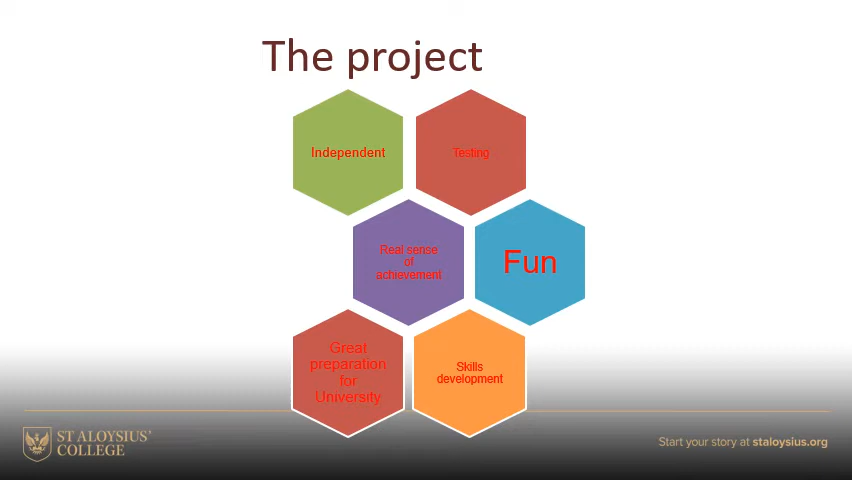 The project
Independent
Testing
Real sense
of
achievement
Fun
Great
preparation
for
University
Skills
development
ST ALOYSIUS'
COLLEGE
Start your story at staloysius.org